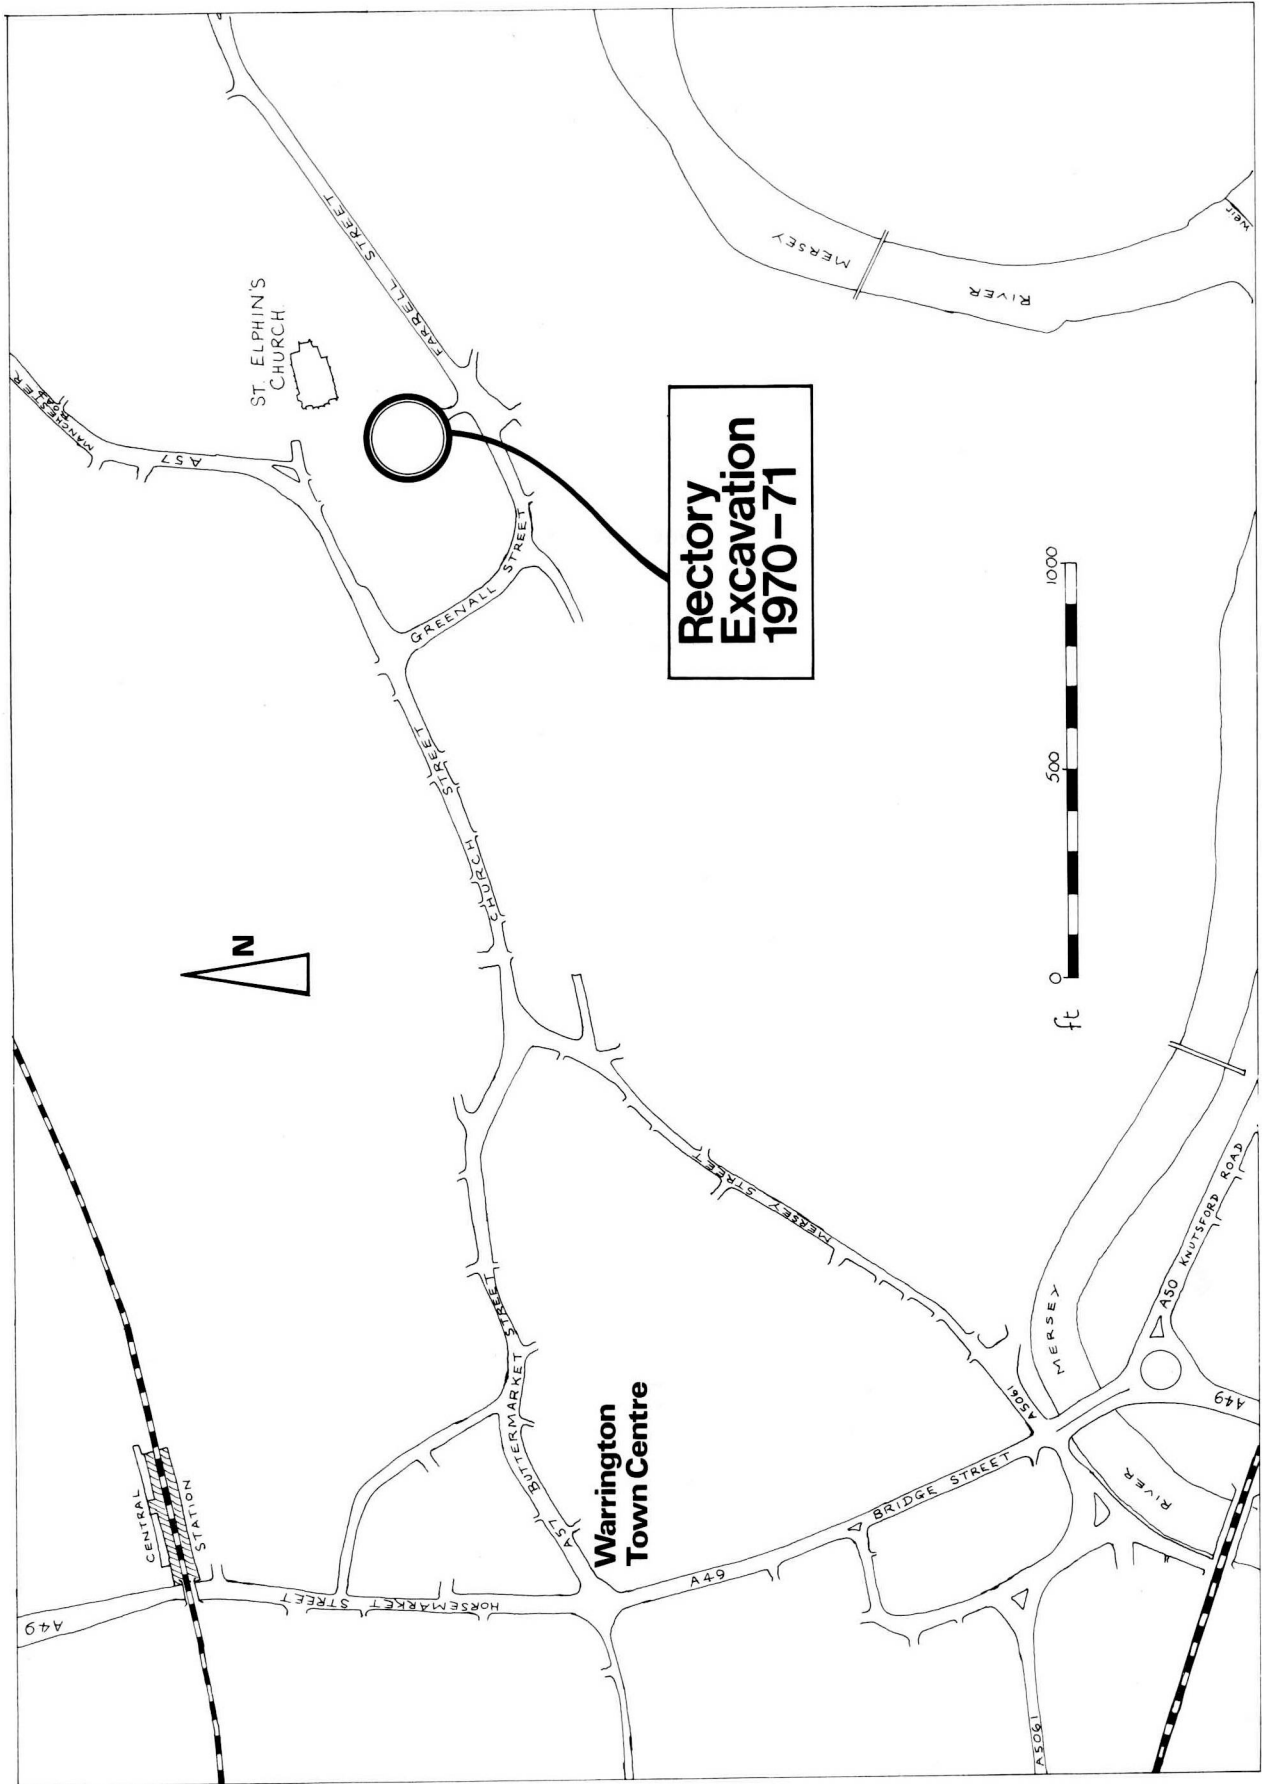 A49
CENTRAL
STATION
HORSEMARKET STREET
MANCHESTER
ROAD
A57
ST. ELPHIN'S
CHURCH
FARRELL STREET
N
GREENALL STREET
CHURCH STREET
A57 BUTTERMARKET STREET
Warrington
Town Centre
Rectory
Excavation
1970-71
MERSEY STREET
A49
BRIDGE STREET
A5061
A5061
RIVER MERSEY
RIVER MERSEY
Weir
A50 KNUTSFORD ROAD
A49
ft 0 500 1000